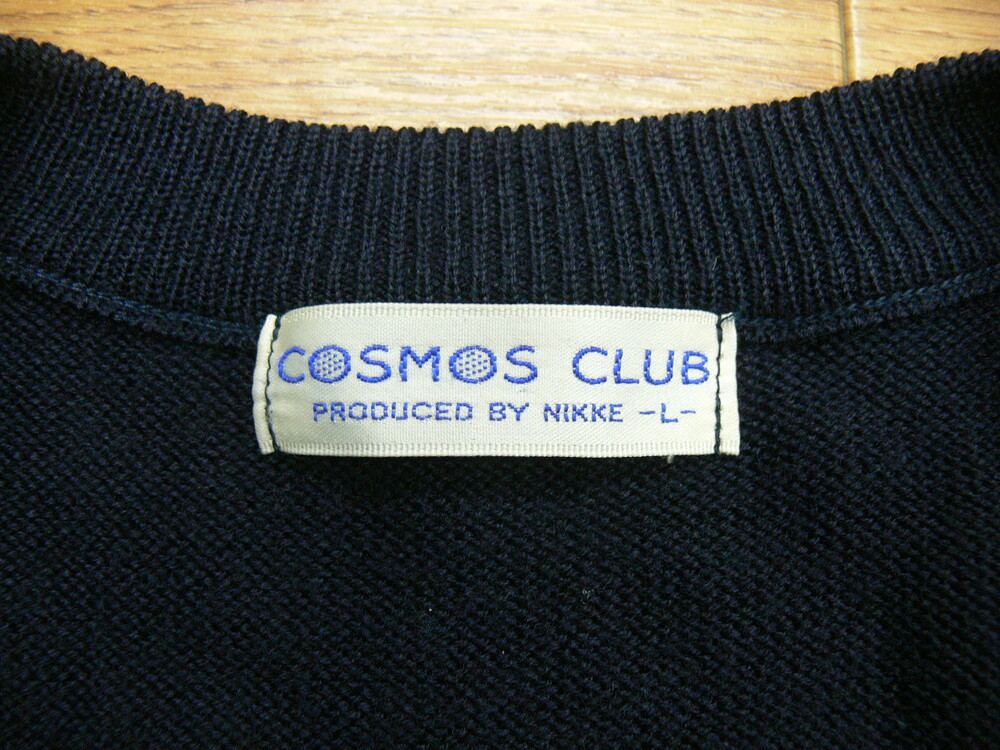 COSMOS CLUB
PRODUCED BY NIKKE -L-